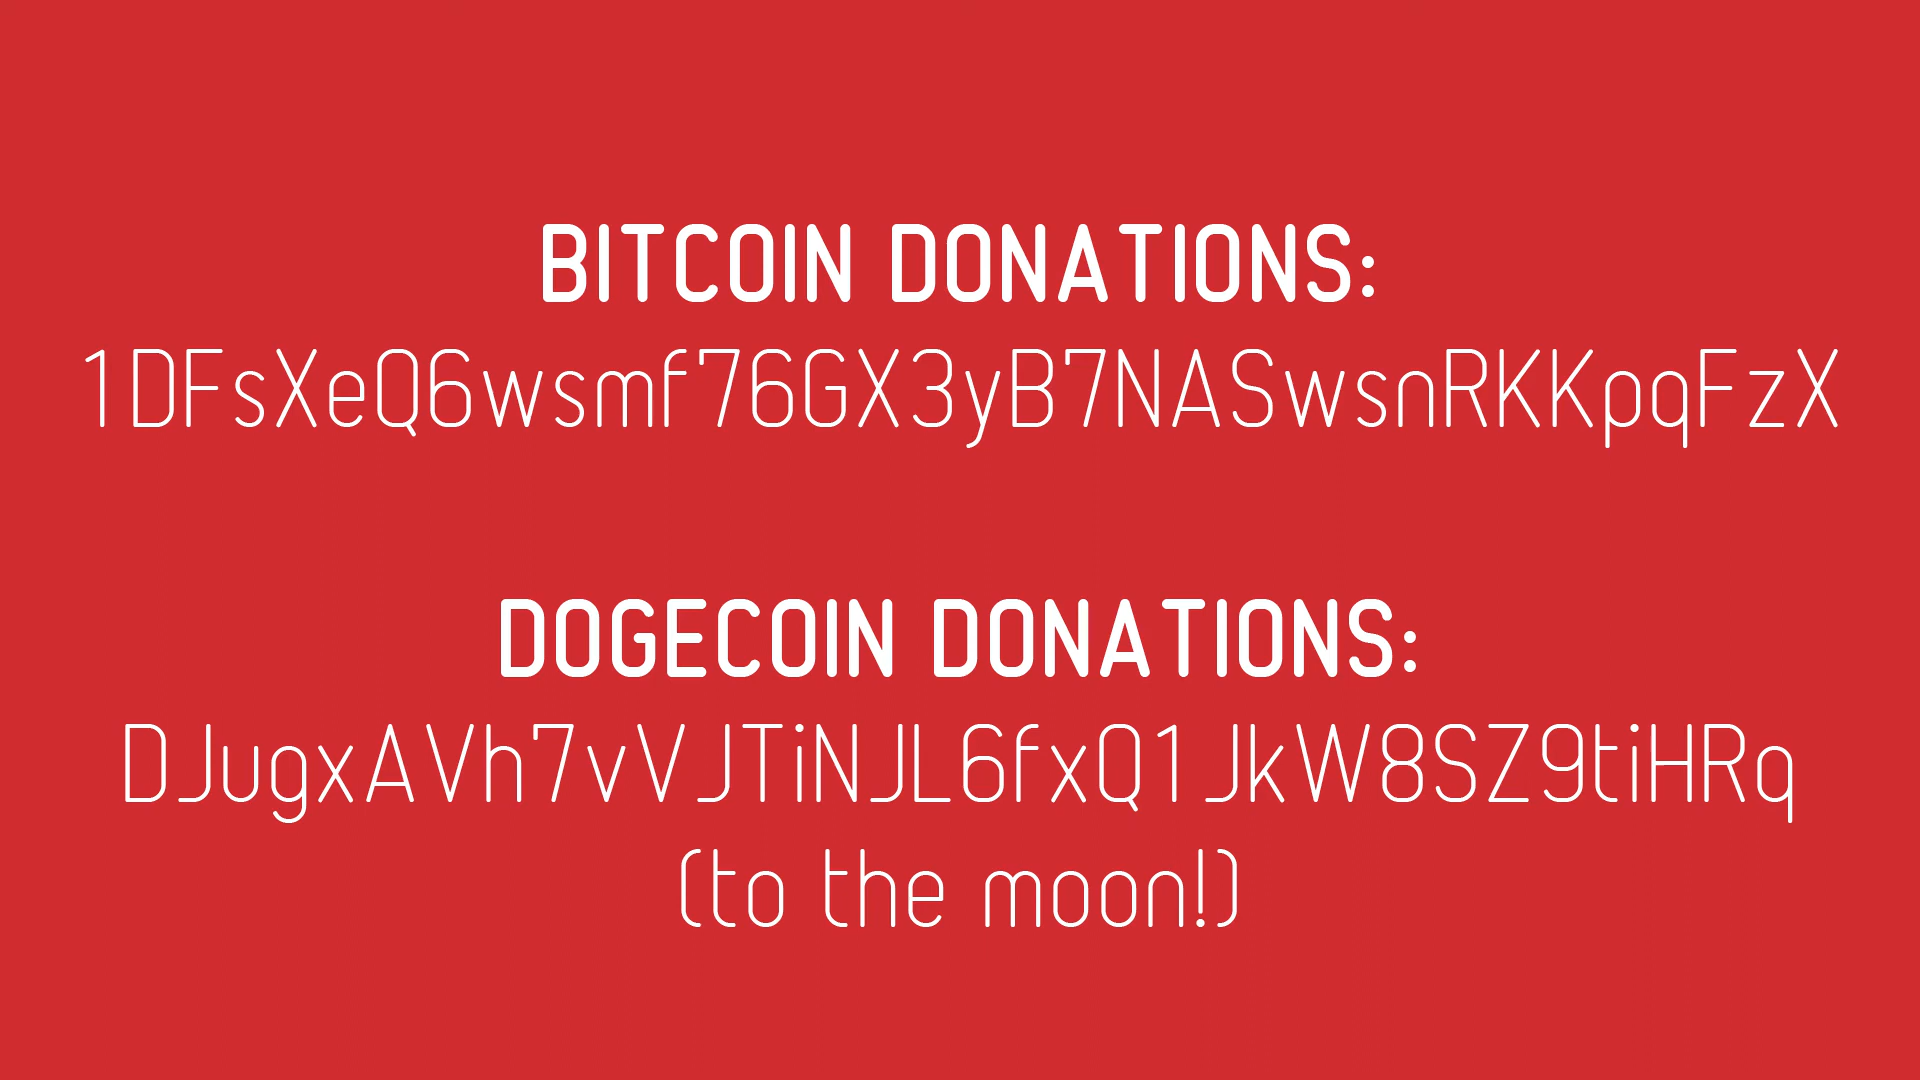 BITCOIN DONATIONS:
1DFsXeQ6wsmf76GX3yB7NASwsnRKKpqFzX
DOGECOIN DONATIONS:
DJugxAVh7vVJTiNJL6fxQ1JkW8SZ9tiHRq
(to the moon!)